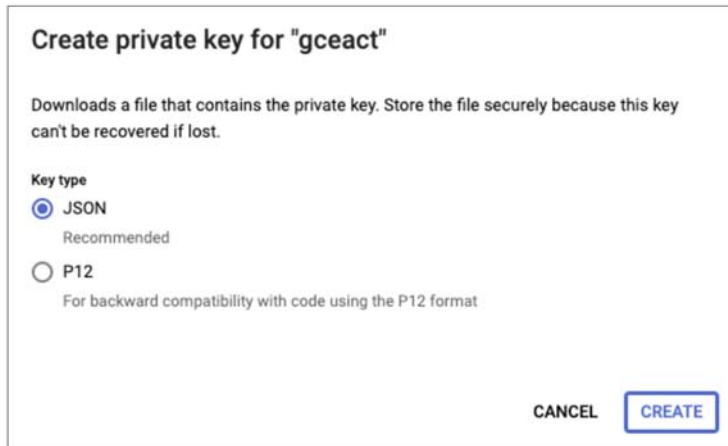 Create private key for "gceact"
Downloads a file that contains the private key. Store the file securely because this key
can't be recovered if lost.
Key type
JSON
Recommended
P12
For backward compatibility with code using the P12 format
CANCEL CREATE